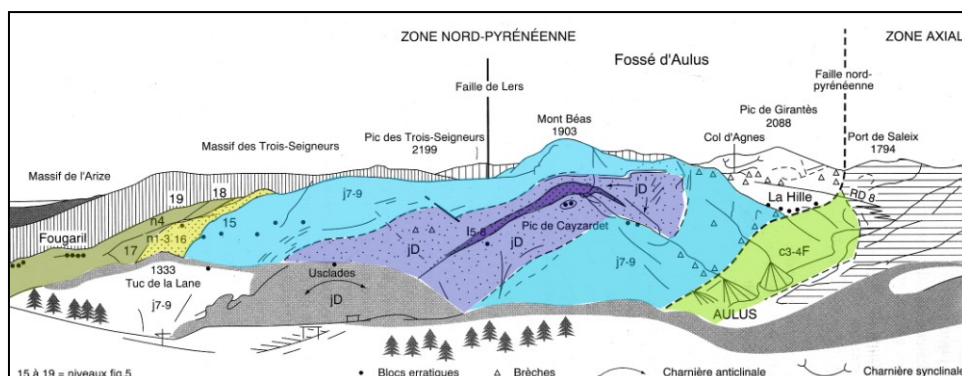 ZONE NORD-PYRÉNÉENNE
ZONE AXIAL
Fossé d'Aulus
Faille de Lers
Faille nord-
pyrénéenne
Mont Béas
1903
Pic de Girantès
2088
Col d'Agnes
Port de Saleix
1794
Pic des Trois-Seigneurs
2199
Massif des Trois-Seigneurs
Massif de l'Arize
19
18
j7-9
jD
La Hille
RD 8
Fougaril
n4
15
n1-3
16
17
l5-8
Pic de Cayzardet
jD
jD
j7-9
c3-4F
1333
Tuc de la Lane
j7-9
Usclades
jD
AULUS
15 à 19 = niveaux fig.5
Blocs erratiques
Brèches
Charnière anticlinale
Charnière synclinale